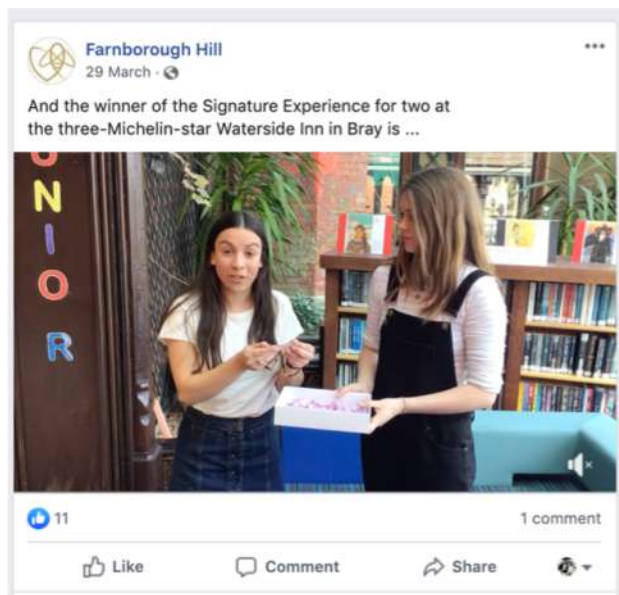 Farnborough Hill
29 March
And the winner of the Signature Experience for two at
the three-Michelin-star Waterside Inn in Bray is ...
UNIOR
11
1 comment
Like
Comment
Share